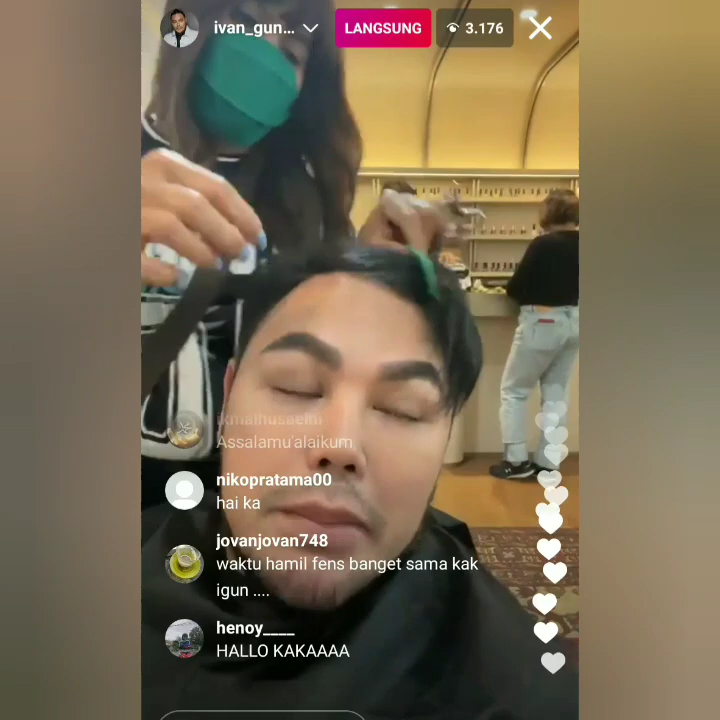 ivan_gun...
LANGSUNG
3.176
ikmalhusaeini
Assalamu'alaikum
nikopratama00
hai ka
jovanjovan748
waktu hamil fens banget sama kak
igun ....
henoy____
HALLO KAKAAAA